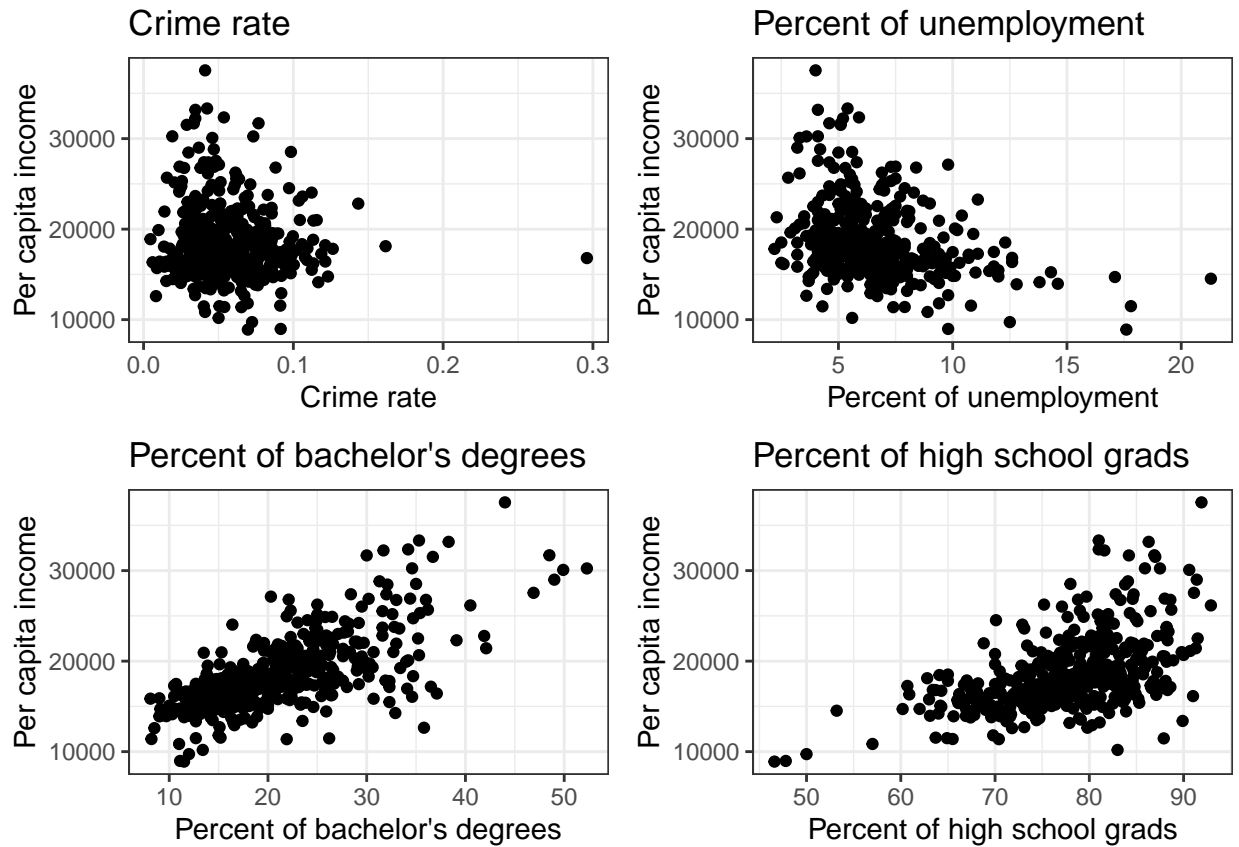 Crime rate
Per capita income
30000
20000
10000
0.0 0.1 0.2 0.3
Crime rate
Percent of unemployment
Per capita income
30000
20000
10000
5 10 15 20
Percent of unemployment
Percent of bachelor's degrees
Per capita income
30000
20000
10000
10 20 30 40 50
Percent of bachelor's degrees
Percent of high school grads
Per capita income
30000
20000
10000
50 60 70 80 90
Percent of high school grads